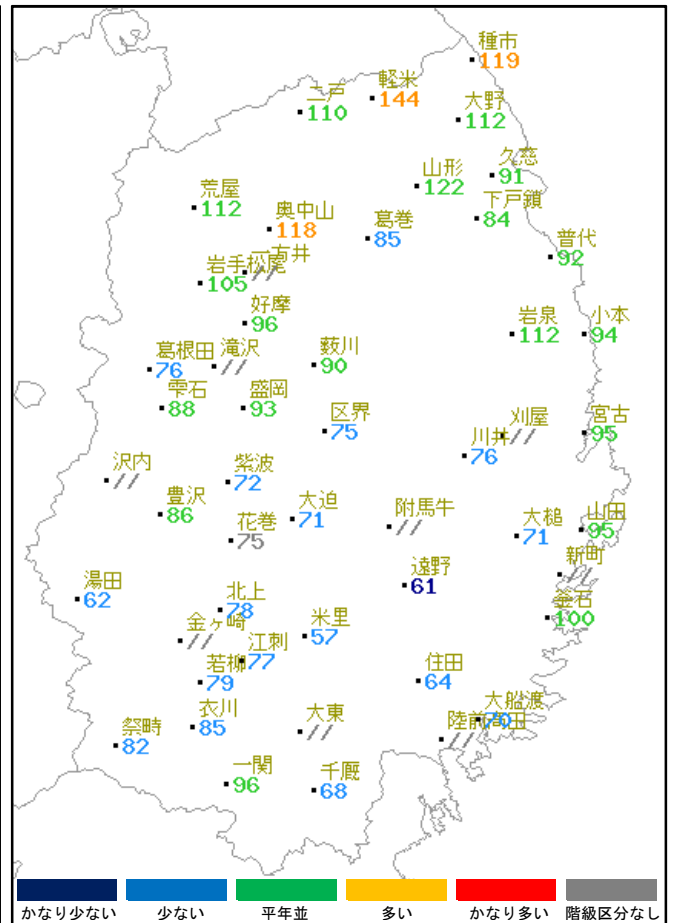 種市
119
軽米
144
二戸
110
大野
112
久慈
91
山形
122
荒屋
112
下戸鎖
84
奥中山
118
葛巻
85
普代
92
一方井
//
岩手松尾
105
好摩
96
岩泉
112
小本
94
薮川
90
葛根田
76
滝沢
//
雫石
88
盛岡
93
区界
75
刈屋
//
宮古
95
川井
76
沢内
//
紫波
72
豊沢
86
大迫
71
附馬牛
//
花巻
75
大槌
71
山田
95
新町
//
遠野
61
湯田
62
北上
78
釜石
100
金ヶ崎
//
米里
57
江刺
77
若柳
79
住田
64
大船渡
70
衣川
85
大東
//
陸前高田
//
祭畤
82
一関
96
千厩
68
かなり少ない 少ない 平年並 多い かなり多い 階級区分なし